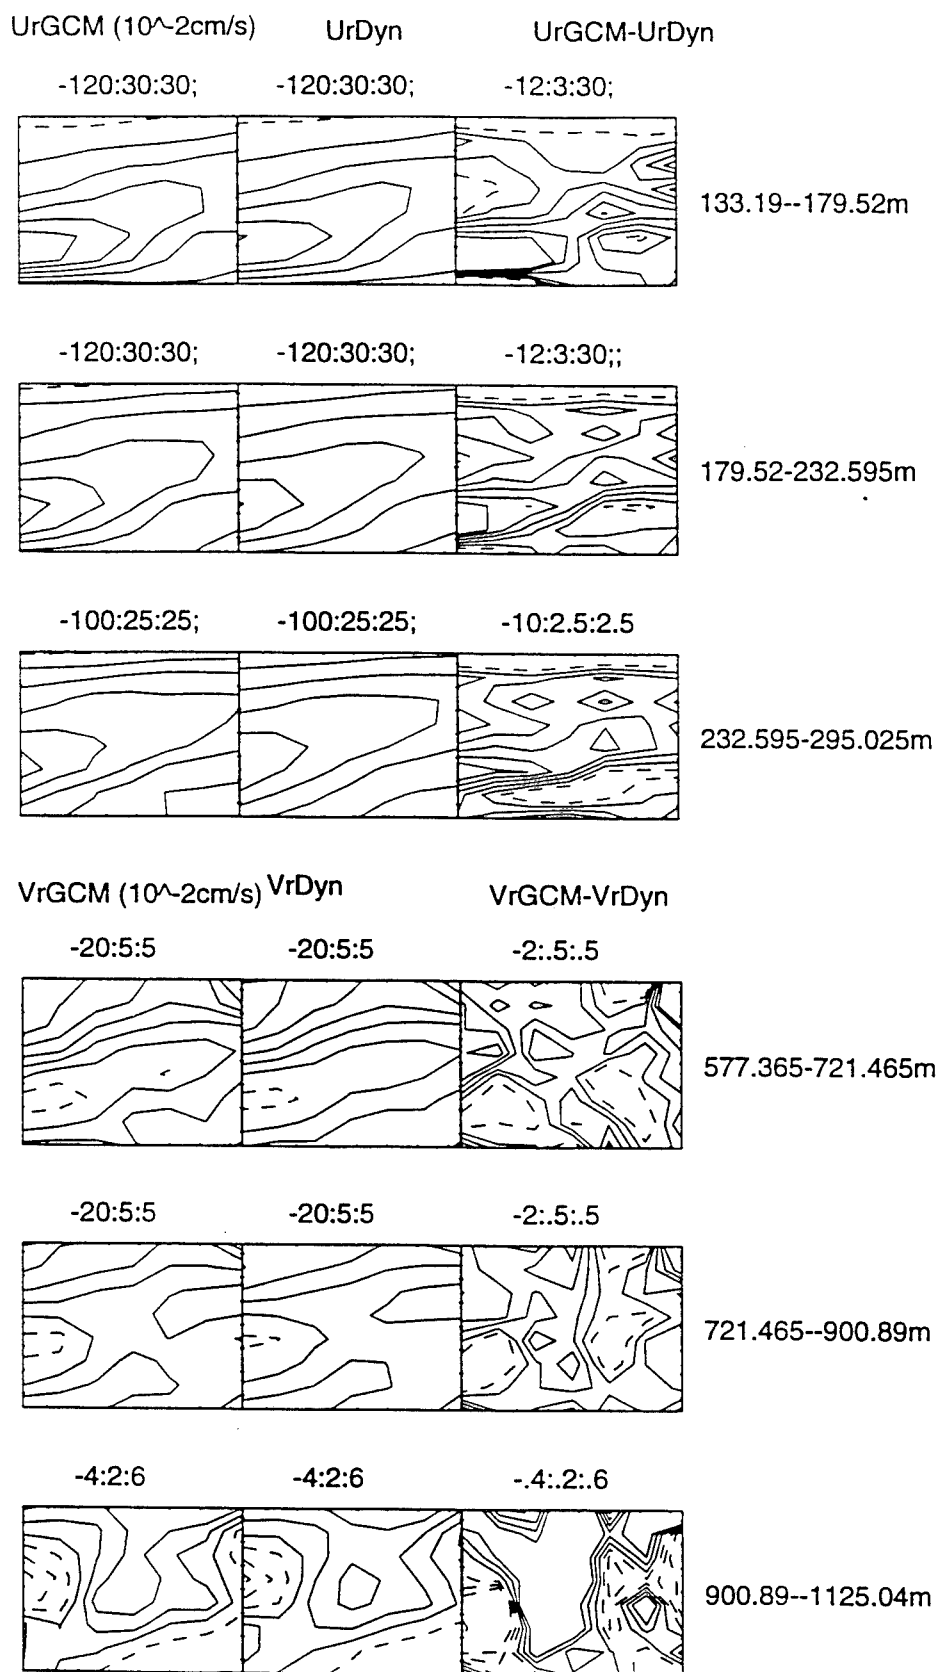 UrGCM (10^-2cm/s) UrDyn UrGCM-UrDyn
-120:30:30; -120:30:30; -12:3:30;
133.19--179.52m
-120:30:30; -120:30:30; -12:3:30;;
179.52-232.595m
-100:25:25; -100:25:25; -10:2.5:2.5
232.595-295.025m
VrGCM (10^-2cm/s) VrDyn VrGCM-VrDyn
-20:5:5 -20:5:5 -2:.5:.5
577.365-721.465m
-20:5:5 -20:5:5 -2:.5:.5
721.465--900.89m
-4:2:6 -4:2:6 -.4:.2:.6
900.89--1125.04m